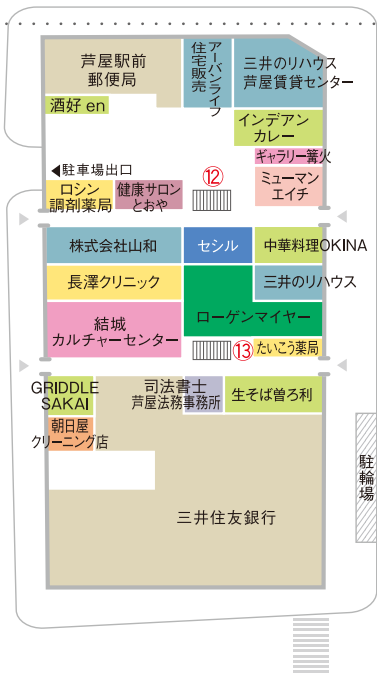 芦屋駅前
郵便局
アーバンライフ
住宅販売
三井のリハウス
芦屋賃貸センター
酒好 en
インデアン
カレー
ギャラリー篝火
◀駐車場出口
⑫
ミューマン
エイチ
ロシン
調剤薬局
健康サロン
とおや
株式会社山和
セシル
中華料理OKINA
長澤クリニック
三井のリハウス
ローゲンマイヤー
結城
カルチャーセンター
⑬
たいこう薬局
GRIDDLE
SAKAI
司法書士
芦屋法務事務所
生そば曽ろ利
朝日屋
クリーニング店
駐輪場
三井住友銀行